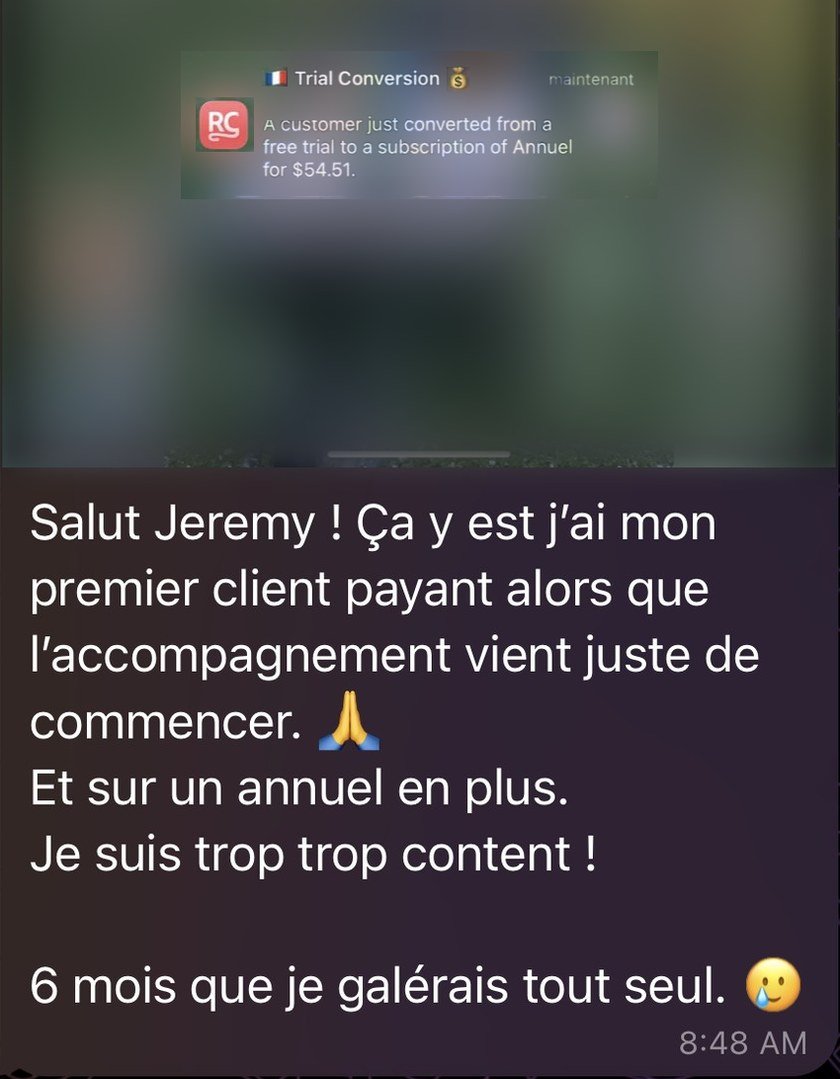 🇫🇷 Trial Conversion 💰 maintenant
RC
A customer just converted from a
free trial to a subscription of Annuel
for $54.51.
Salut Jeremy ! Ça y est j’ai mon
premier client payant alors que
l’accompagnement vient juste de
commencer. 🙏
Et sur un annuel en plus.
Je suis trop trop content !
6 mois que je galérais tout seul. 🥲
8:48 AM